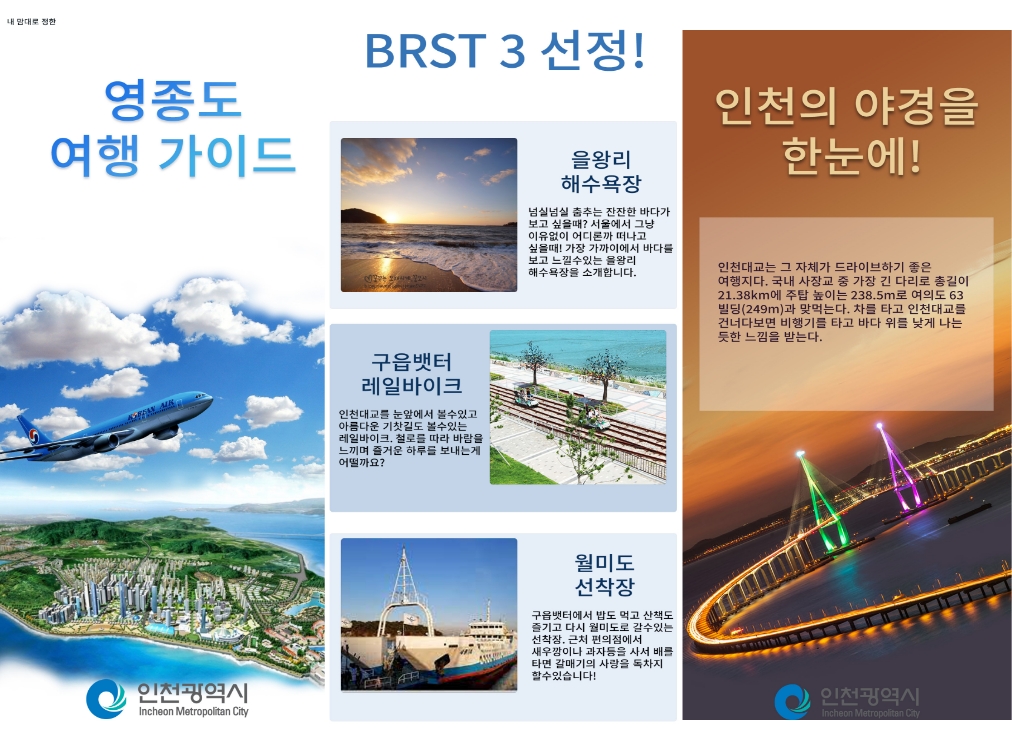 내 맘대로 정한
영종도
여행 가이드
KOREAN AIR
인천광역시
Incheon Metropolitan City
BRST 3 선정!
을왕리
해수욕장
넘실넘실 춤추는 잔잔한 바다가
보고 싶을때? 서울에서 그냥
이유없이 어디론까 떠나고
싶을때! 가장 가까이에서 바다를
보고 느낄수있는 을왕리
해수욕장을 소개합니다.
구읍뱃터
레일바이크
인천대교를 눈앞에서 볼수있고
아름다운 기찻길도 볼수있는
레일바이크. 철로를 따라 바람을
느끼며 즐거운 하루를 보내는게
어떨까요?
월미도
선착장
구읍뱃터에서 밥도 먹고 산책도
즐기고 다시 월미도로 갈수있는
선착장. 근처 편의점에서
새우깡이나 과자등을 사서 배를
타면 갈매기의 사랑을 독차지
할수있습니다!
인천의 야경을
한눈에!
인천대교는 그 자체가 드라이브하기 좋은
여행지다. 국내 사장교 중 가장 긴 다리로 총길이
21.38km에 주탑 높이는 238.5m로 여의도 63
빌딩(249m)과 맞먹는다. 차를 타고 인천대교를
건너다보면 비행기를 타고 바다 위를 낮게 나는
듯한 느낌을 받는다.
인천광역시
Incheon Metropolitan City